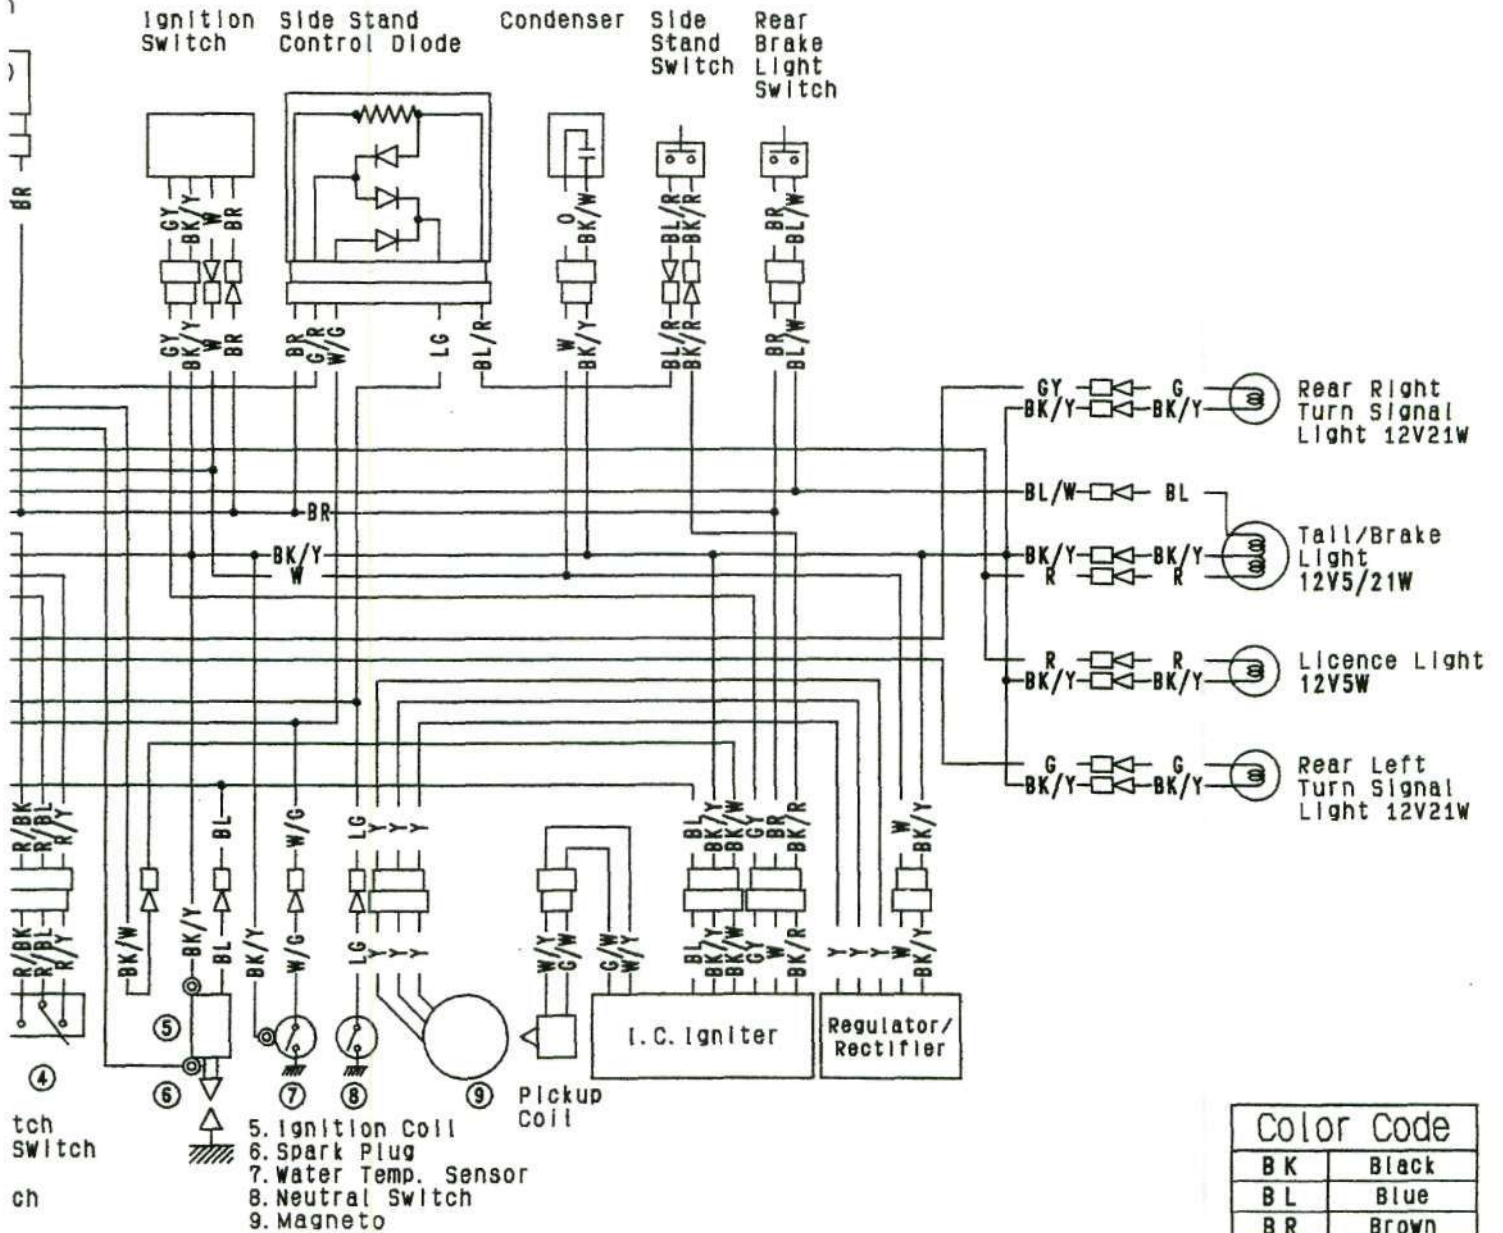 Ignition
Switch
Side Stand
Control Diode
Condenser
Side
Stand
Switch
Rear
Brake
Light
Switch
BR
GY
BK/Y
W
BR
O
BK/W
BL/R
BK/R
BR
BL/W
GY
BK/Y
W
BR
BR
G/R
W/G
LG
BL/R
W
BK/Y
BL/R
BK/R
BR
BL/W
GY G
BK/Y BK/Y
Rear Right
Turn Signal
Light 12V21W
BL/W BL
BR
BK/Y
W
BK/Y BK/Y
R R
Tail/Brake
Light
12V5/21W
R R
BK/Y BK/Y
Licence Light
12V5W
G G
BK/Y BK/Y
Rear Left
Turn Signal
Light 12V21W
R/BK
R/BL
R/Y
BL
W/G
LG
Y
Y
Y
BL
BK/Y
BK/W
GY
BR
BK/R
W
BK/Y
R/BK
R/BL
R/Y
BK/W
BK/Y
BL
BK/Y
W/G
LG
Y
Y
Y
W/Y
G/W
G/W
W/Y
BL
BK/Y
BK/W
GY
W
BK/R
Y
Y
Y
W
BK/Y
I.C. Igniter
Regulator/
Rectifier
4
5
6
7
8
9
Pickup
Coil
tch
Switch
ch
5. Ignition Coil
6. Spark Plug
7. Water Temp. Sensor
8. Neutral Switch
9. Magneto
Color Code
BK Black
BL Blue
BR Brown